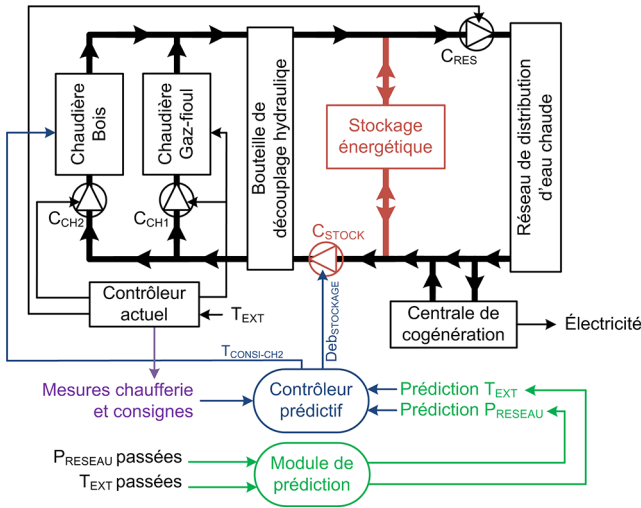 C_RES
Chaudière
Bois
Chaudière
Gaz-fioul
Bouteille de
découplage hydrauliqe
Stockage
énergétique
Réseau de distribution
d'eau chaude
C_CH2
C_CH1
C_STOCK
Contrôleur
actuel
T_EXT
Deb_STOCKAGE
Centrale de
cogénération
Électricité
T_CONSI-CH2
Mesures chaufferie
et consignes
Contrôleur
prédictif
Prédiction T_EXT
Prédiction P_RESEAU
P_RESEAU passées
T_EXT passées
Module de
prédiction